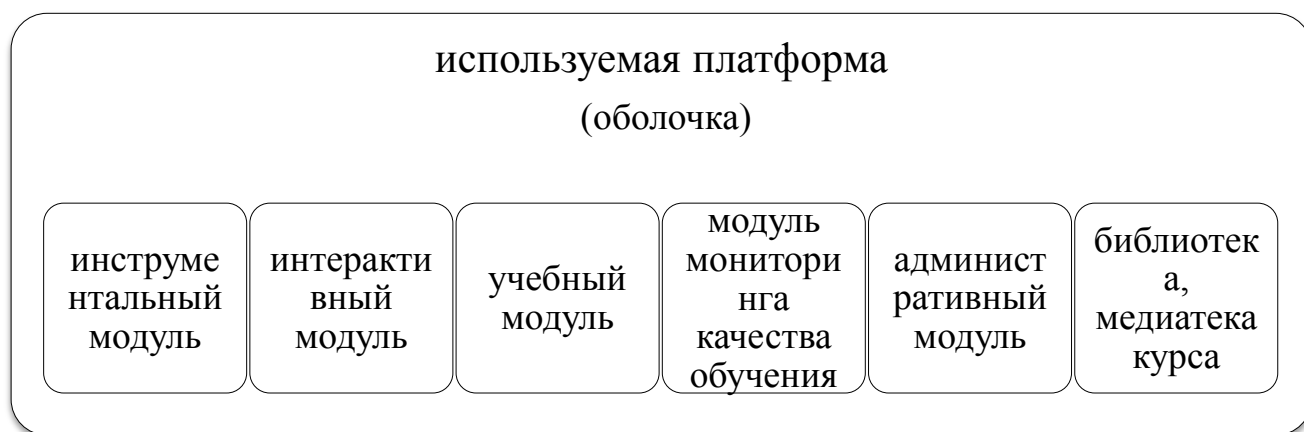 используемая платформа
(оболочка)
инструме
нтальный
модуль
интеракти
вный
модуль
учебный
модуль
модуль
монитори
нга
качества
обучения
админист
ративный
модуль
библиотек
а,
медиатека
курса